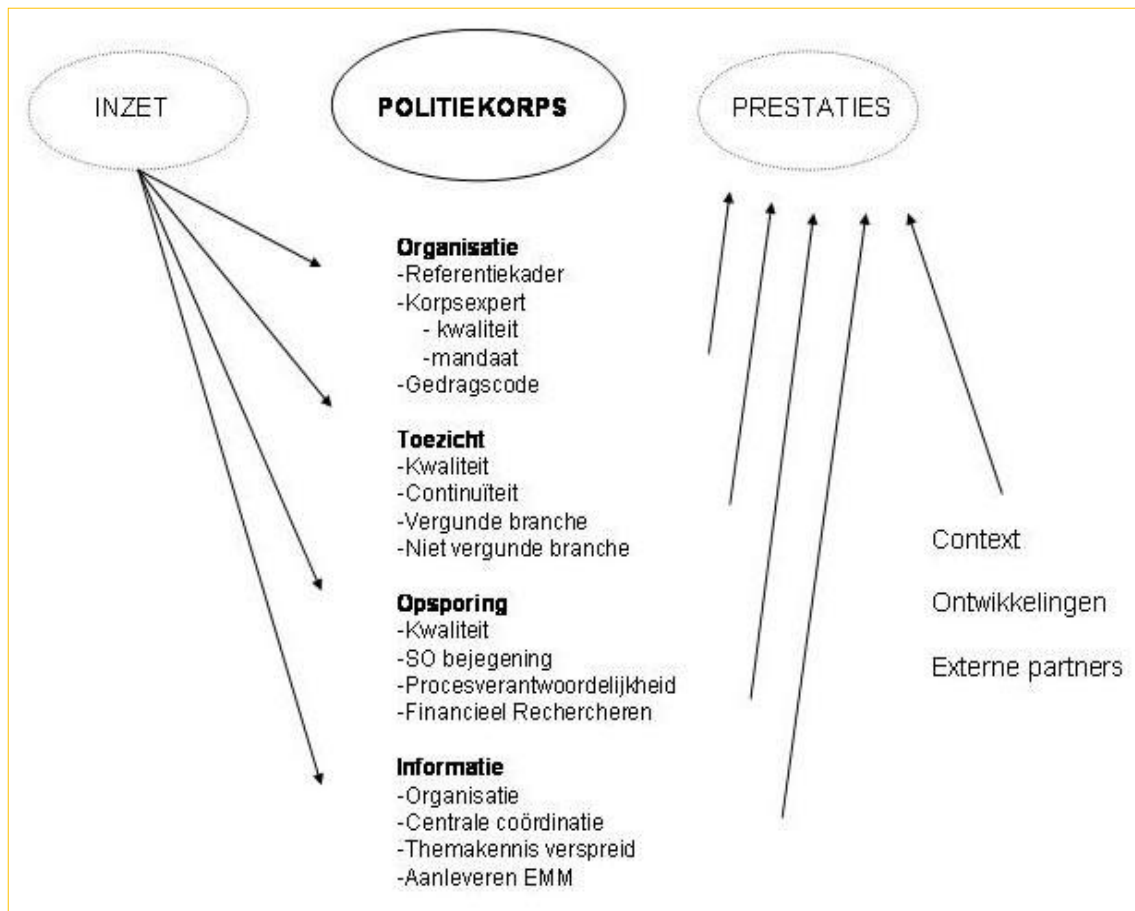 INZET
POLITIEKORPS
PRESTATIES
Organisatie
-Referentiekader
-Korpsexpert
- kwaliteit
-mandaat
-Gedragscode
Toezicht
-Kwaliteit
-Continuïteit
-Vergunde branche
-Niet vergunde branche
Opsporing
-Kwaliteit
-SO bejegening
-Procesverantwoordelijkheid
-Financieel Rechercheren
Informatie
-Organisatie
-Centrale coördinatie
-Themakennis verspreid
-Aanleveren EMM
Context
Ontwikkelingen
Externe partners